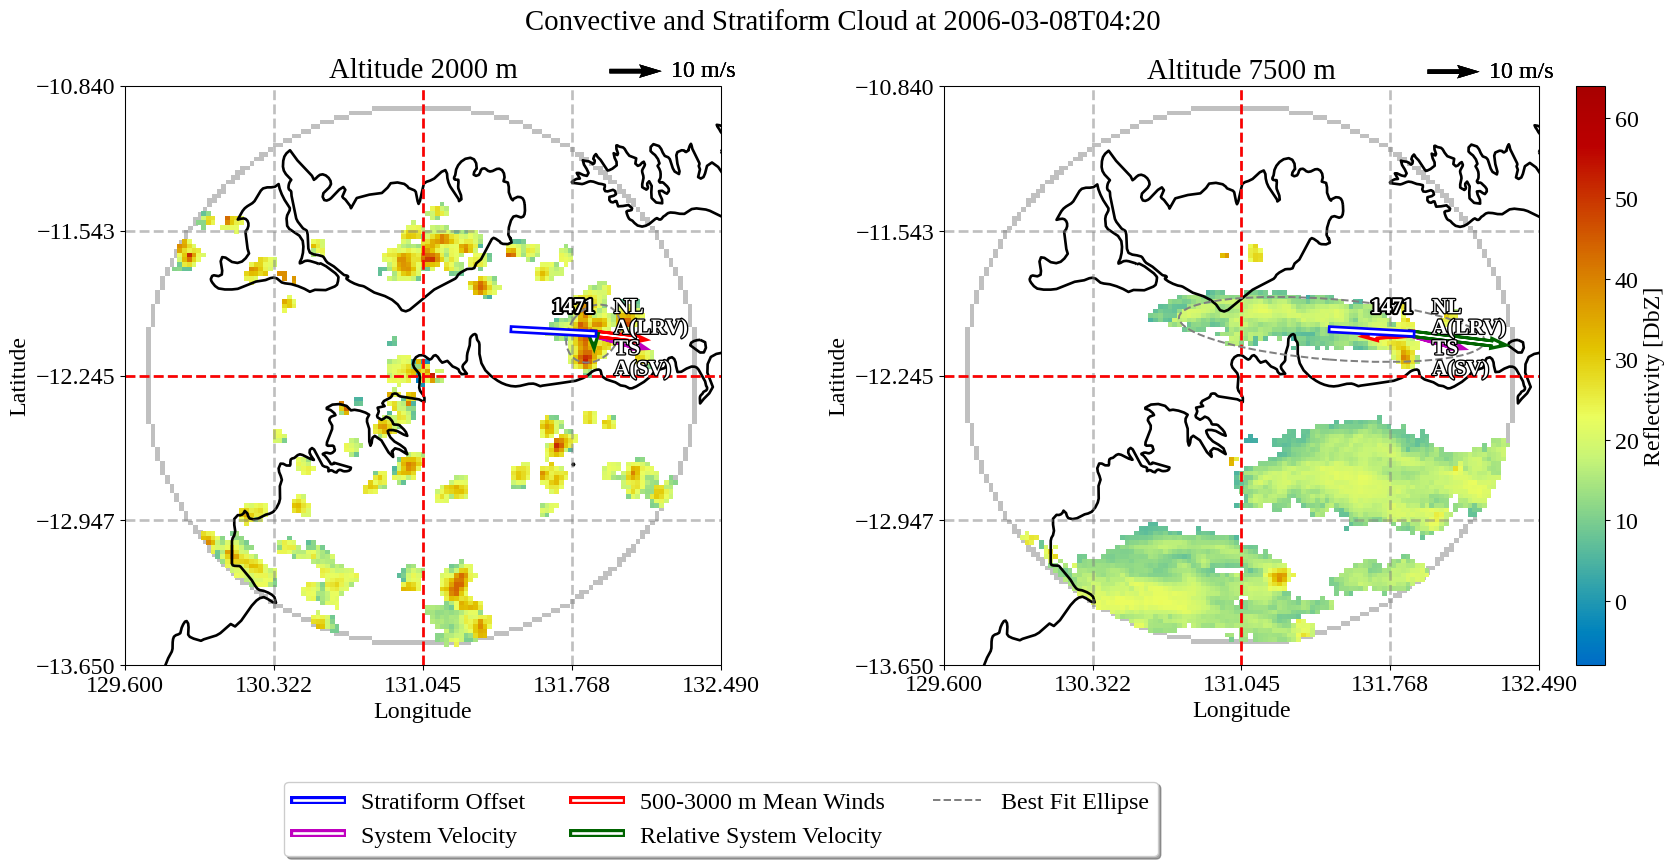 Convective and Stratiform Cloud at 2006-03-08T04:20
Altitude 2000 m
10 m/s
−10.840
−11.543
−12.245
−12.947
−13.650
129.600
130.322
131.045
131.768
132.490
Longitude
Latitude
1471
NL
A(LRV)
TS
A(SV)
Altitude 7500 m
10 m/s
−10.840
−11.543
−12.245
−12.947
−13.650
129.600
130.322
131.045
131.768
132.490
Longitude
Latitude
1471
NL
A(LRV)
TS
A(SV)
60
50
40
30
20
10
0
Reflectivity [DbZ]
Stratiform Offset
System Velocity
500-3000 m Mean Winds
Relative System Velocity
Best Fit Ellipse